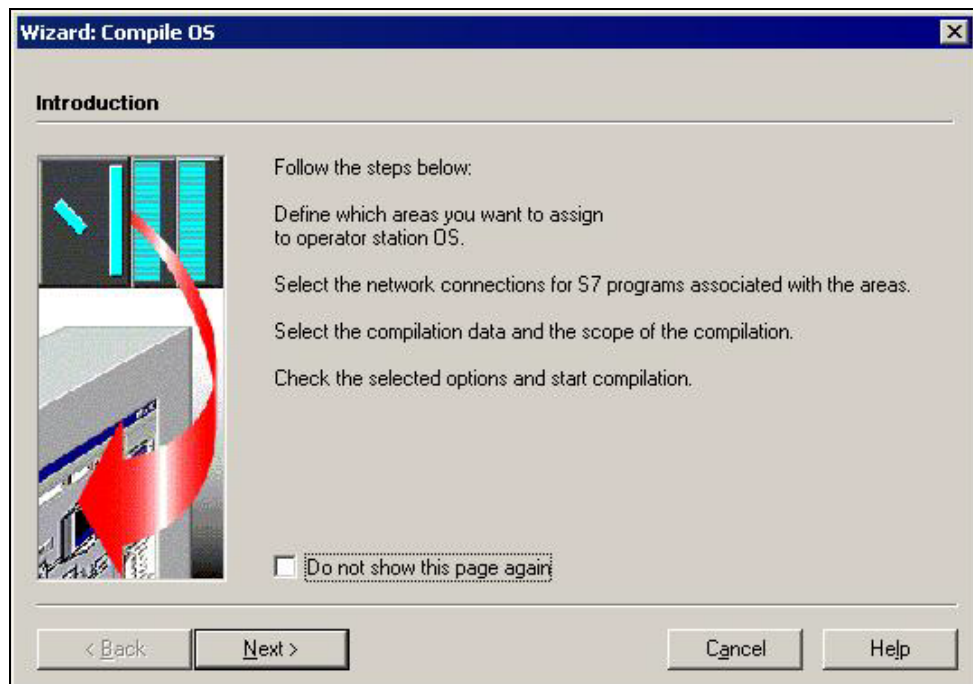 Wizard: Compile OS
Introduction
Follow the steps below:
Define which areas you want to assign
to operator station OS.
Select the network connections for S7 programs associated with the areas.
Select the compilation data and the scope of the compilation.
Check the selected options and start compilation.
Do not show this page again
< Back
Next >
Cancel
Help